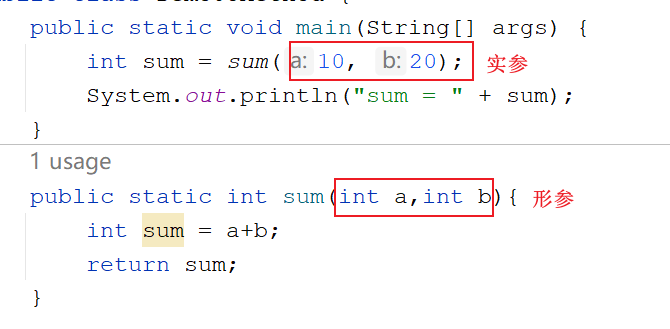 public static void main(String[] args) {
int sum = sum( a: 10, b: 20); 实参
System.out.println("sum = " + sum);
}
1 usage
public static int sum(int a,int b){ 形参
int sum = a+b;
return sum;
}